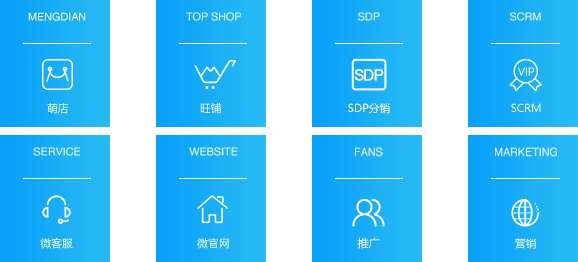 MENGDIAN
TOP SHOP
SDP
SCRM
SDP
VIP
萌店
旺铺
SDP分销
SCRM
SERVICE
WEBSITE
FANS
MARKETING
微客服
微官网
推广
营销